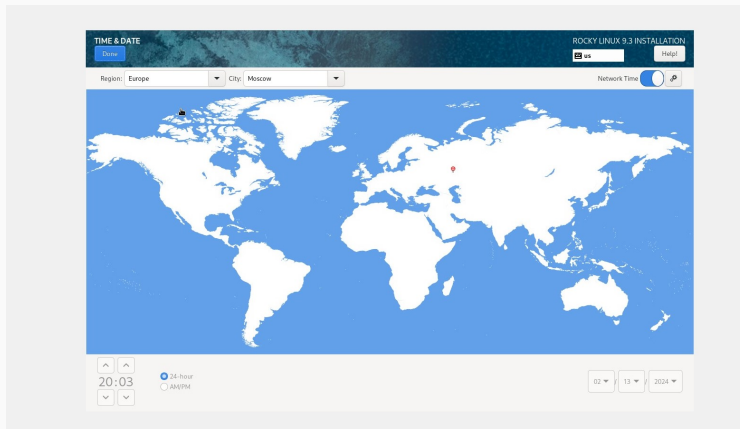 TIME & DATE
ROCKY LINUX 9.3 INSTALLATION
Done
us
Help!
Region: Europe City: Moscow Network Time
20:03
24-hour
AM/PM
02 / 13 / 2024